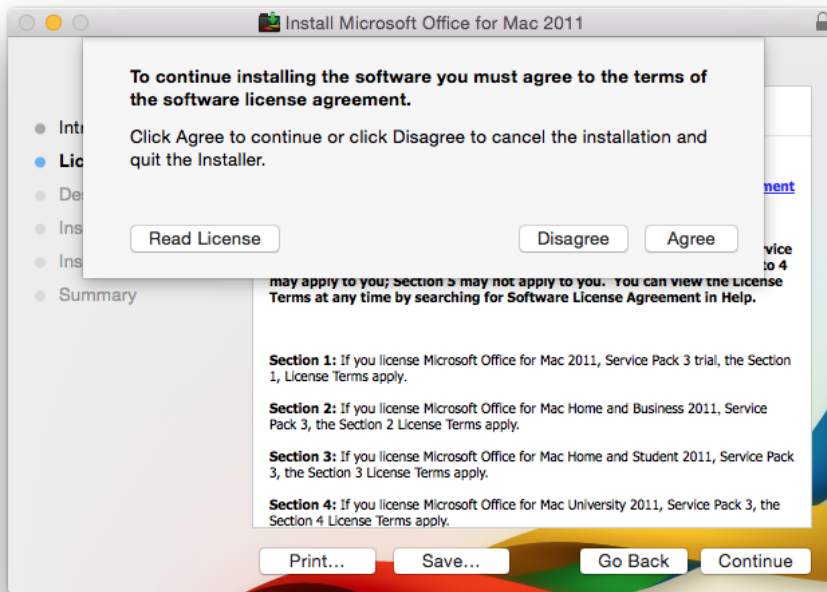 Install Microsoft Office for Mac 2011
To continue installing the software you must agree to the terms of
the software license agreement.
Click Agree to continue or click Disagree to cancel the installation and
quit the Installer.
Read License
Disagree
Agree
Summary
may apply to you; Section 5 may not apply to you. You can view the License
Terms at any time by searching for Software License Agreement in Help.
Section 1: If you license Microsoft Office for Mac 2011, Service Pack 3 trial, the Section
1, License Terms apply.
Section 2: If you license Microsoft Office for Mac Home and Business 2011, Service
Pack 3, the Section 2 License Terms apply.
Section 3: If you license Microsoft Office for Mac Home and Student 2011, Service Pack
3, the Section 3 License Terms apply.
Section 4: If you license Microsoft Office for Mac University 2011, Service Pack 3, the
Section 4 License Terms apply.
Print...
Save...
Go Back
Continue